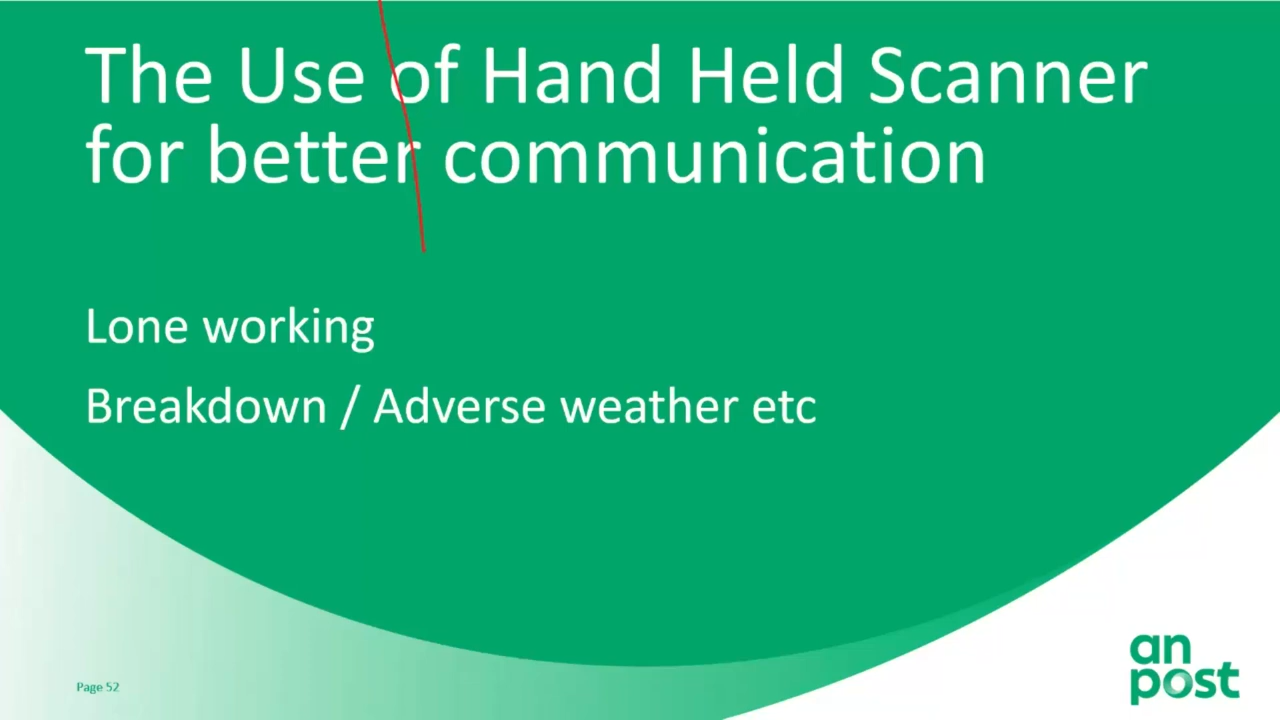 The Use of Hand Held Scanner
for better communication
Lone working
Breakdown / Adverse weather etc
Page 52
an
post